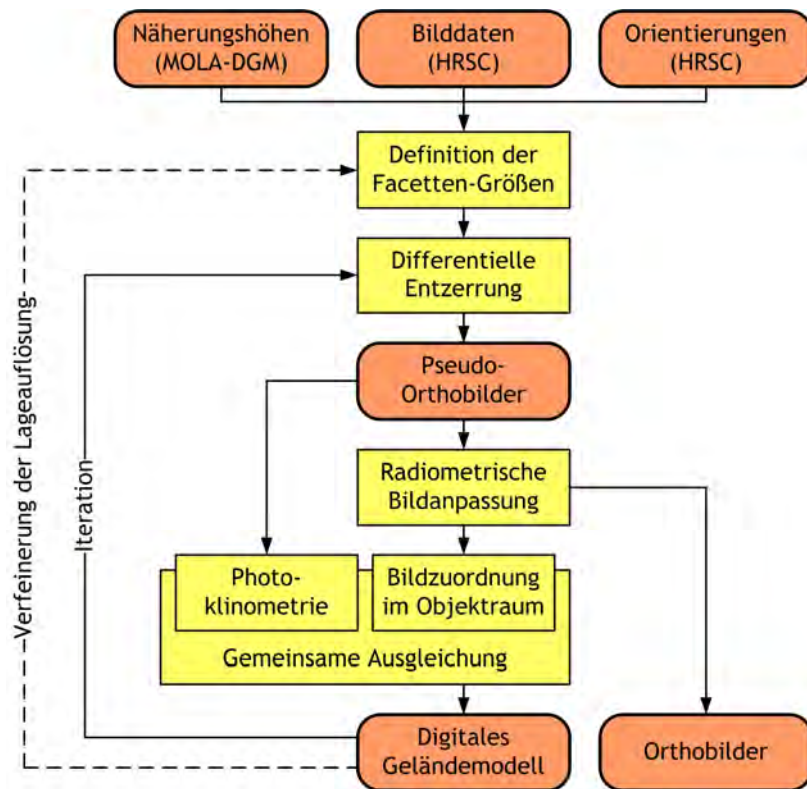 Näherungshöhen
(MOLA-DGM)
Bilddaten
(HRSC)
Orientierungen
(HRSC)
Definition der
Facetten-Größen
Differentielle
Entzerrung
Pseudo-
Orthobilder
Radiometrische
Bildanpassung
Photo-
klinometrie
Bildzuordnung
im Objektraum
Gemeinsame Ausgleichung
Digitales
Geländemodell
Orthobilder
Iteration
Verfeinerung der Lageauflösung